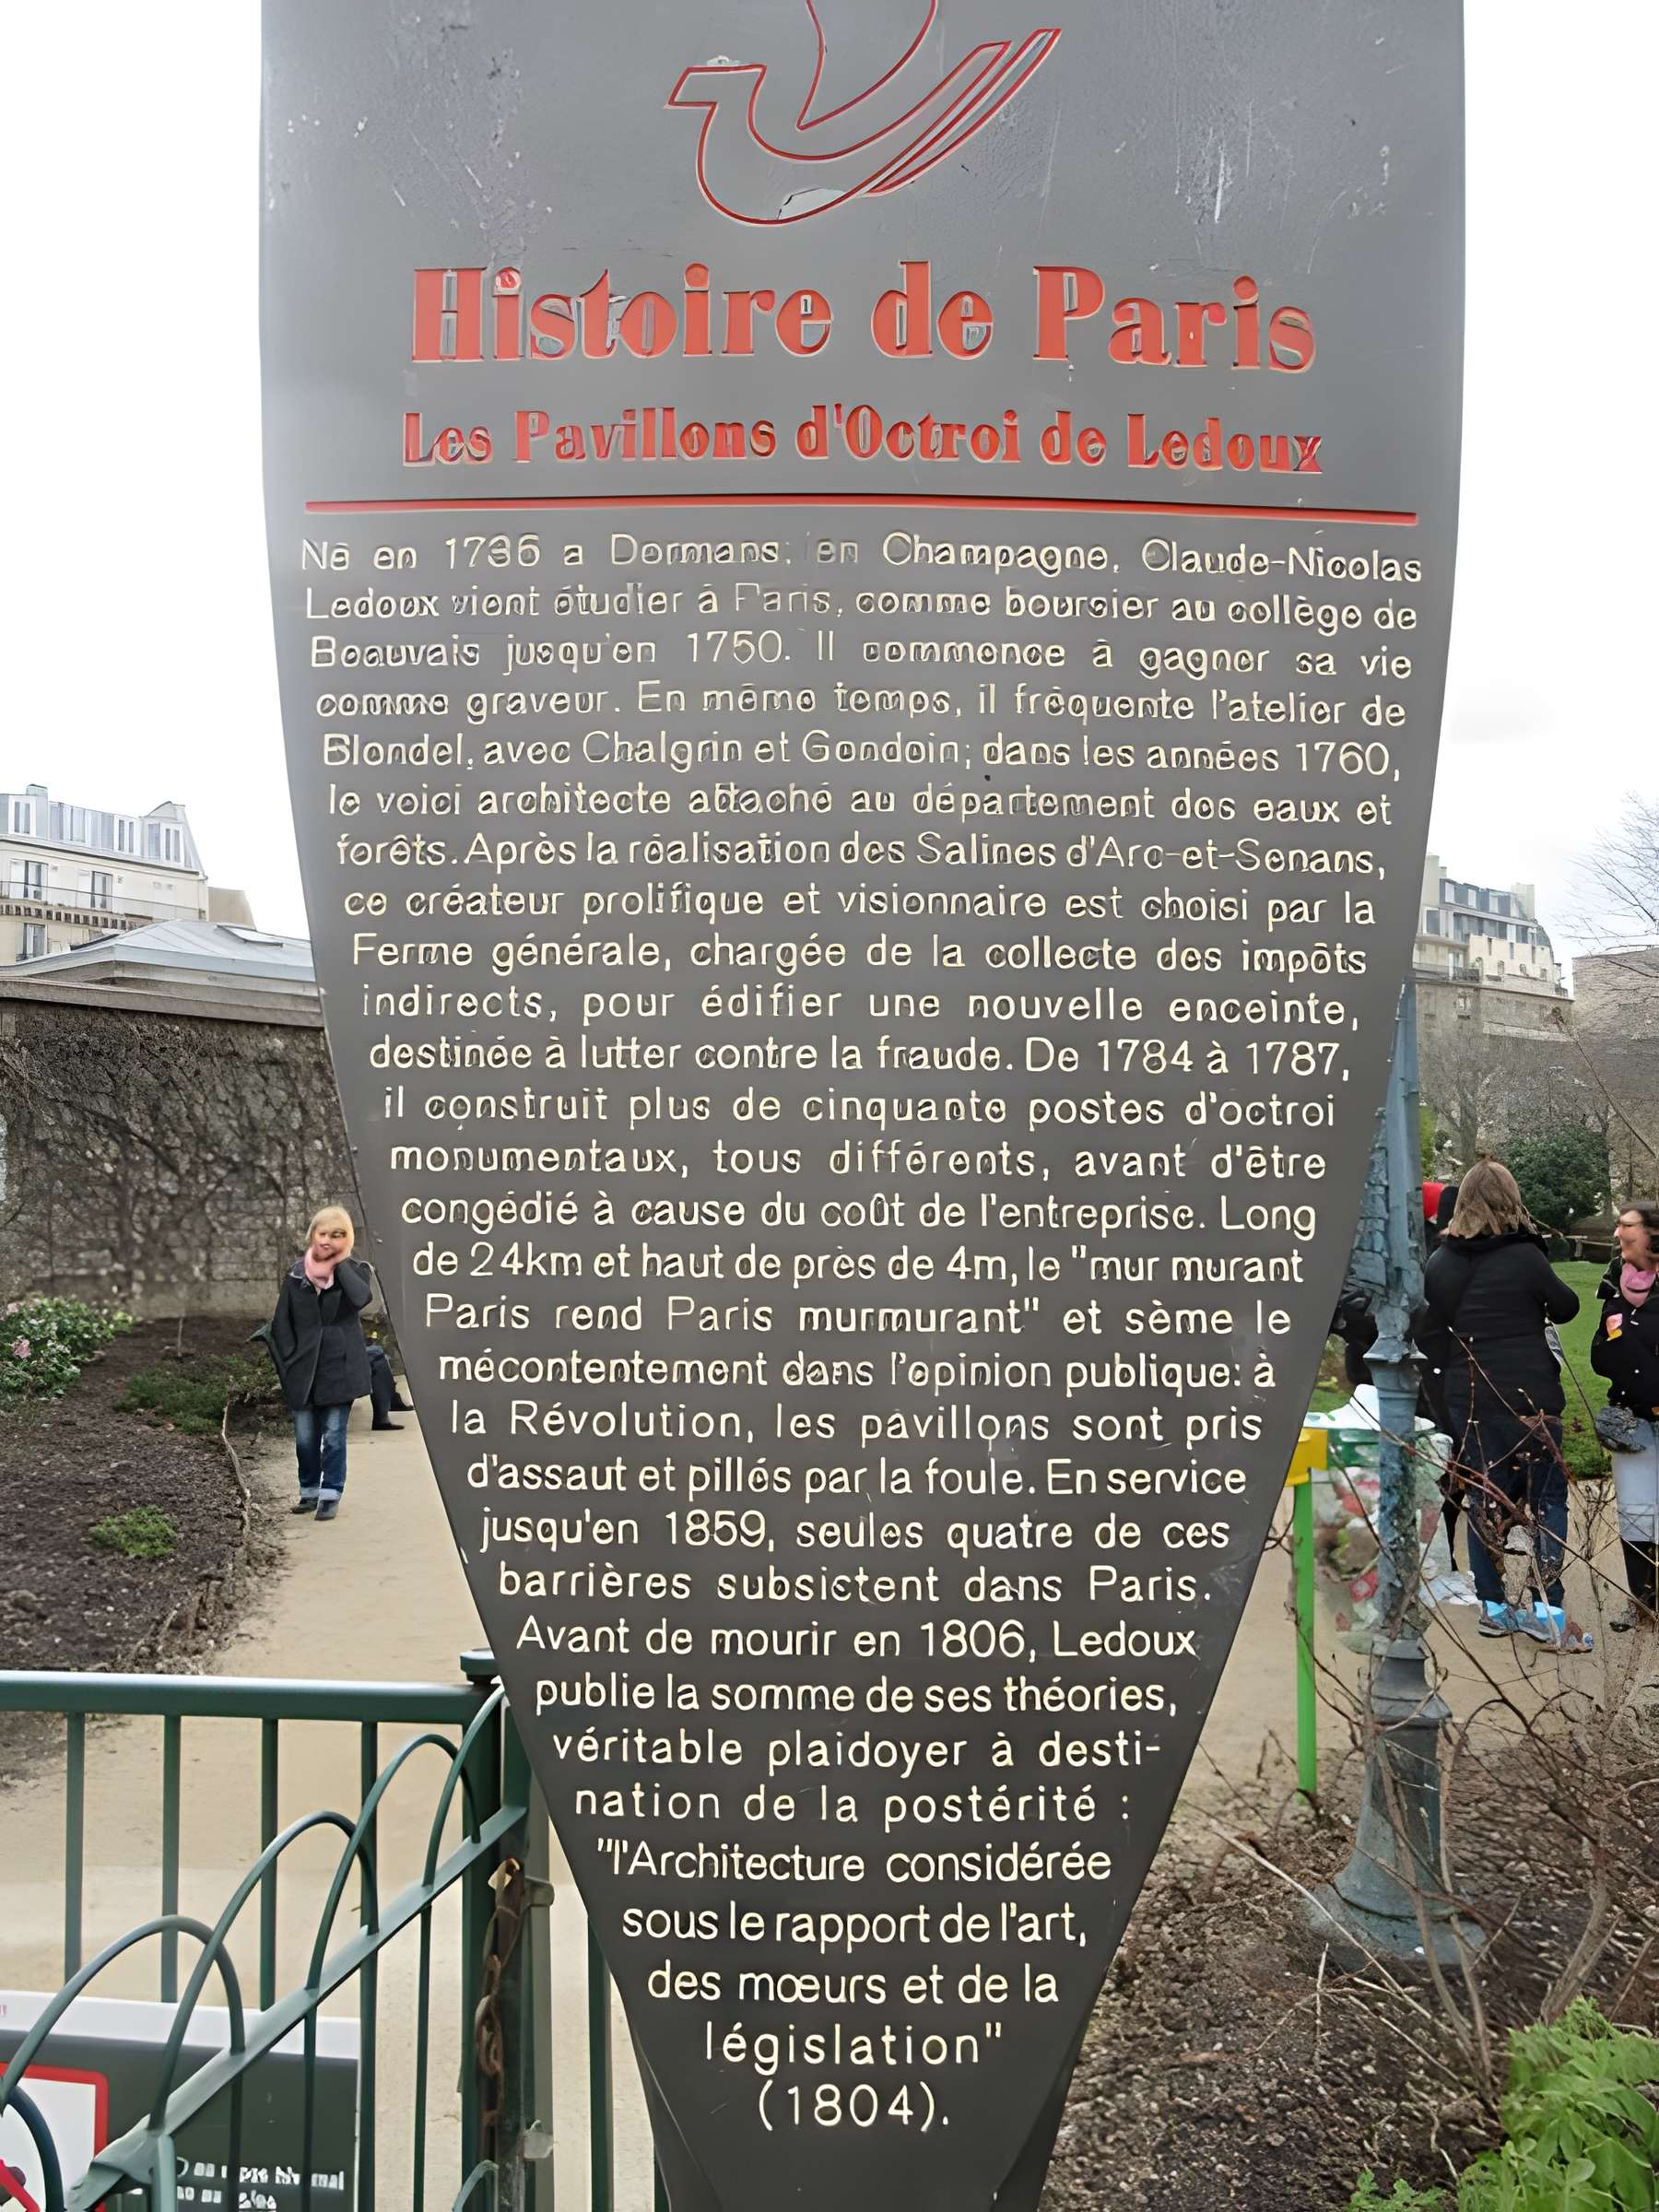 Histoire de Paris
Les Pavillons d'Octroi de Ledoux
Né en 1736 a Dormans, en Champagne, Claude-Nicolas
Ledoux vient étudier à Paris, comme boursier au collège de
Beauvais jusqu'en 1750. Il commence à gagner sa vie
comme graveur. En même temps, il fréquente l'atelier de
Blondel, avec Chalgrin et Gondoin; dans les années 1760,
le voici architecte attaché au département des eaux et
forêts. Après la réalisation des Salines d'Arc-et-Senans,
ce créateur prolifique et visionnaire est choisi par la
Ferme générale, chargée de la collecte des impôts
indirects, pour édifier une nouvelle enceinte,
destinée à lutter contre la fraude. De 1784 à 1787,
il construit plus de cinquante postes d'octroi
monumentaux, tous différents, avant d'être
congédié à cause du coût de l'entreprise. Long
de 24km et haut de près de 4m, le "mur murant
Paris rend Paris murmurant" et sème le
mécontentement dans l'opinion publique: à
la Révolution, les pavillons sont pris
d'assaut et pillés par la foule. En service
jusqu'en 1859, seules quatre de ces
barrières subsistent dans Paris.
Avant de mourir en 1806, Ledoux
publie la somme de ses théories,
véritable plaidoyer à desti-
nation de la postérité :
"l'Architecture considérée
sous le rapport de l'art,
des mœurs et de la
législation"
(1804).